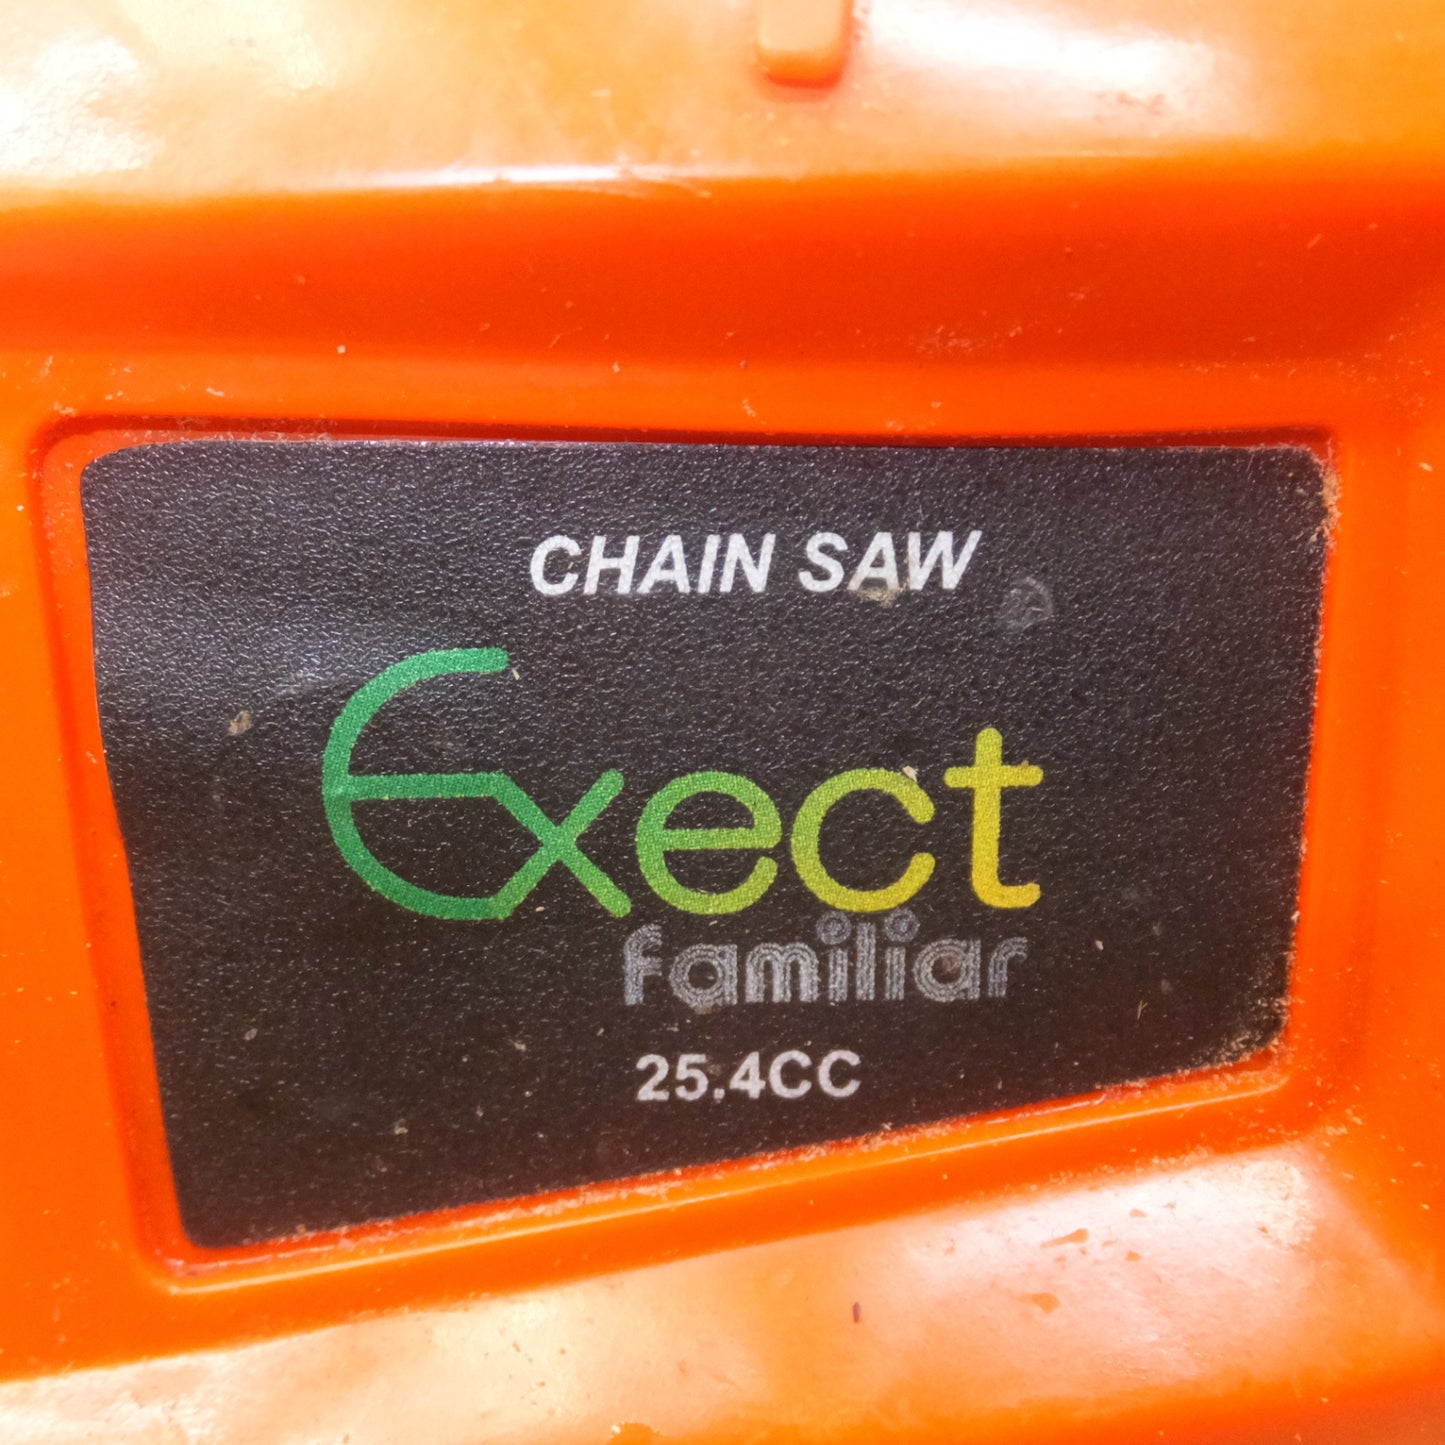 CHAIN SAW
Exect
familiar
25.4CC